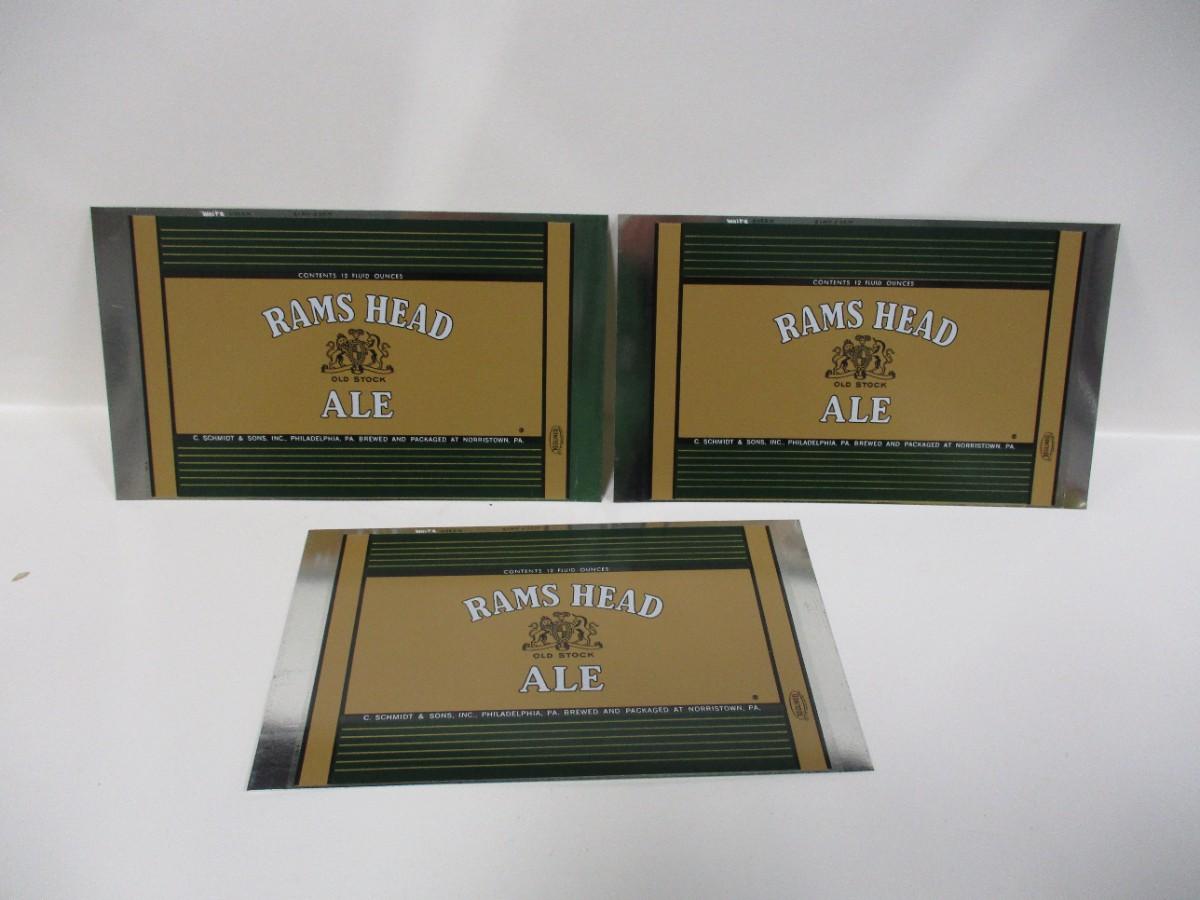 WHITE
CONTENTS 12 FLUID OUNCES
RAMS HEAD
OLD STOCK
ALE
®
C. SCHMIDT & SONS, INC., PHILADELPHIA, PA. BREWED AND PACKAGED AT NORRISTOWN, PA.
WHITE
CONTENTS 12 FLUID OUNCES
RAMS HEAD
OLD STOCK
ALE
®
C. SCHMIDT & SONS, INC., PHILADELPHIA, PA. BREWED AND PACKAGED AT NORRISTOWN, PA.
WHITE
CONTENTS 12 FLUID OUNCES
RAMS HEAD
OLD STOCK
ALE
®
C. SCHMIDT & SONS, INC., PHILADELPHIA, PA. BREWED AND PACKAGED AT NORRISTOWN, PA.